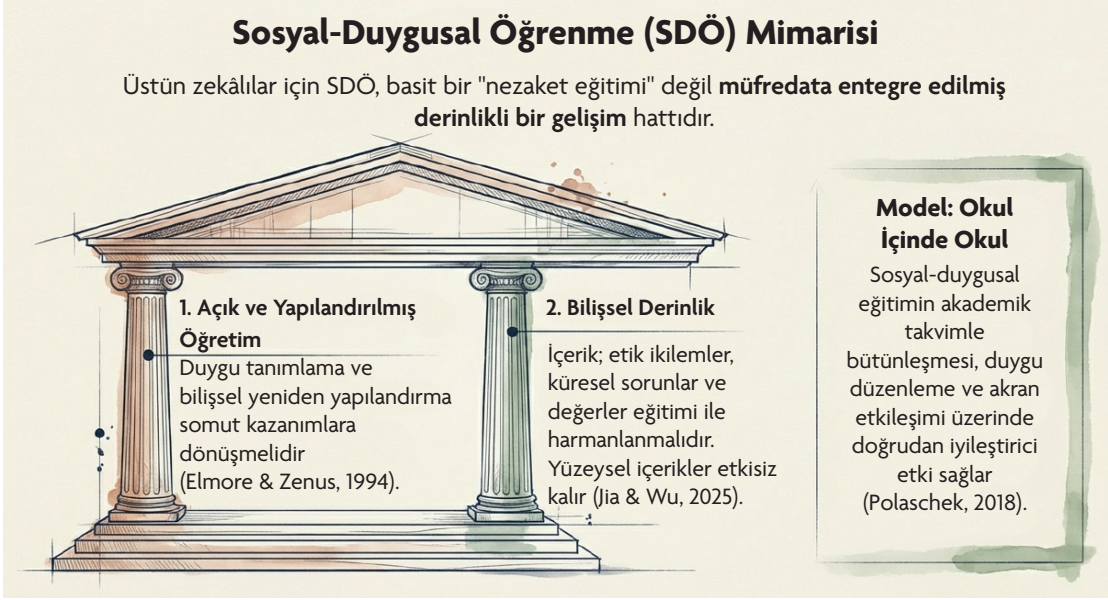 Sosyal-Duygusal Öğrenme (SDÖ) Mimarisi
Üstün zekâlılar için SDÖ, basit bir "nezaket eğitimi" değil müfredata entegre edilmiş
derinlikli bir gelişim hattıdır.
1. Açık ve Yapılandırılmış
Öğretim
Duygu tanımlama ve
bilişsel yeniden yapılandırma
somut kazanımlara
dönüşmelidir
(Elmore & Zenus, 1994).
2. Bilişsel Derinlik
İçerik; etik ikilemler,
küresel sorunlar ve
değerler eğitimi ile
harmanlanmalıdır.
Yüzeysel içerikler etkisiz
kalır (Jia & Wu, 2025).
Model: Okul
İçinde Okul
Sosyal-duygusal
eğitimin akademik
takvimle
bütünleşmesi, duygu
düzenleme ve akran
etkileşimi üzerinde
doğrudan iyileştirici
etki sağlar
(Polaschek, 2018).